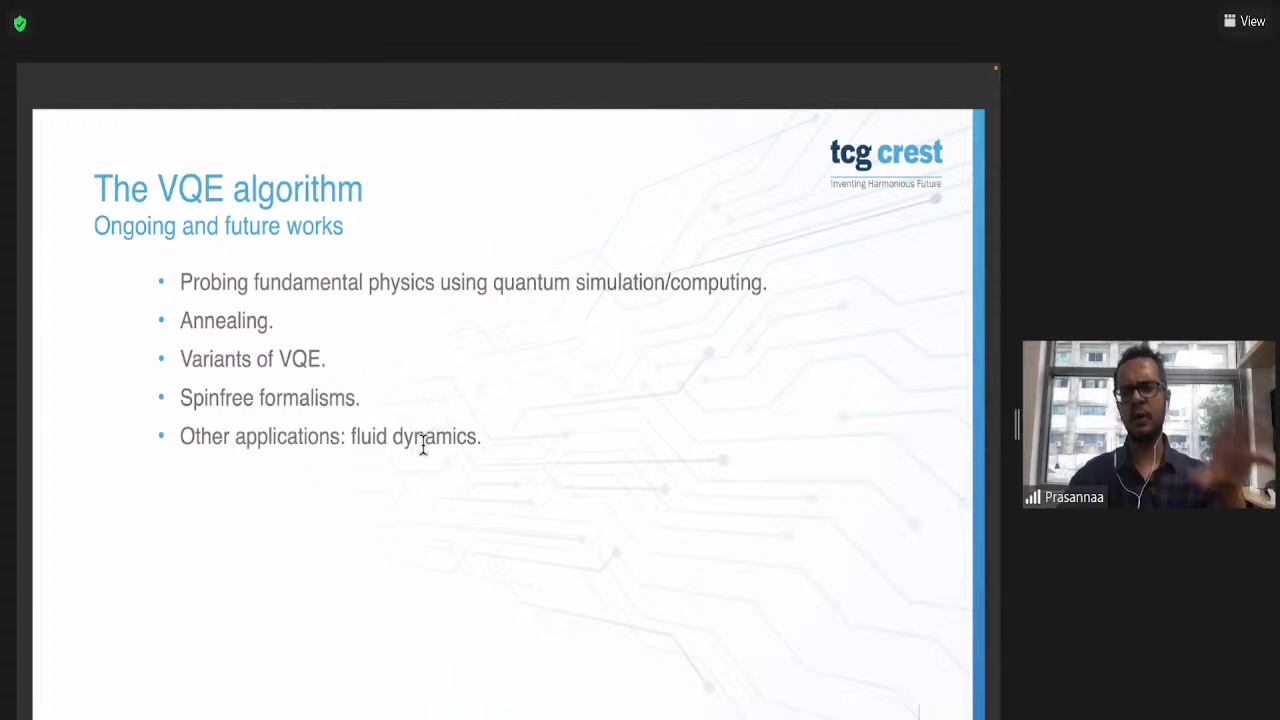 View
tcg crest
Inventing Harmonious Future
The VQE algorithm
Ongoing and future works
• Probing fundamental physics using quantum simulation/computing.
• Annealing.
• Variants of VQE.
• Spinfree formalisms.
• Other applications: fluid dynamics.
Prasannaa